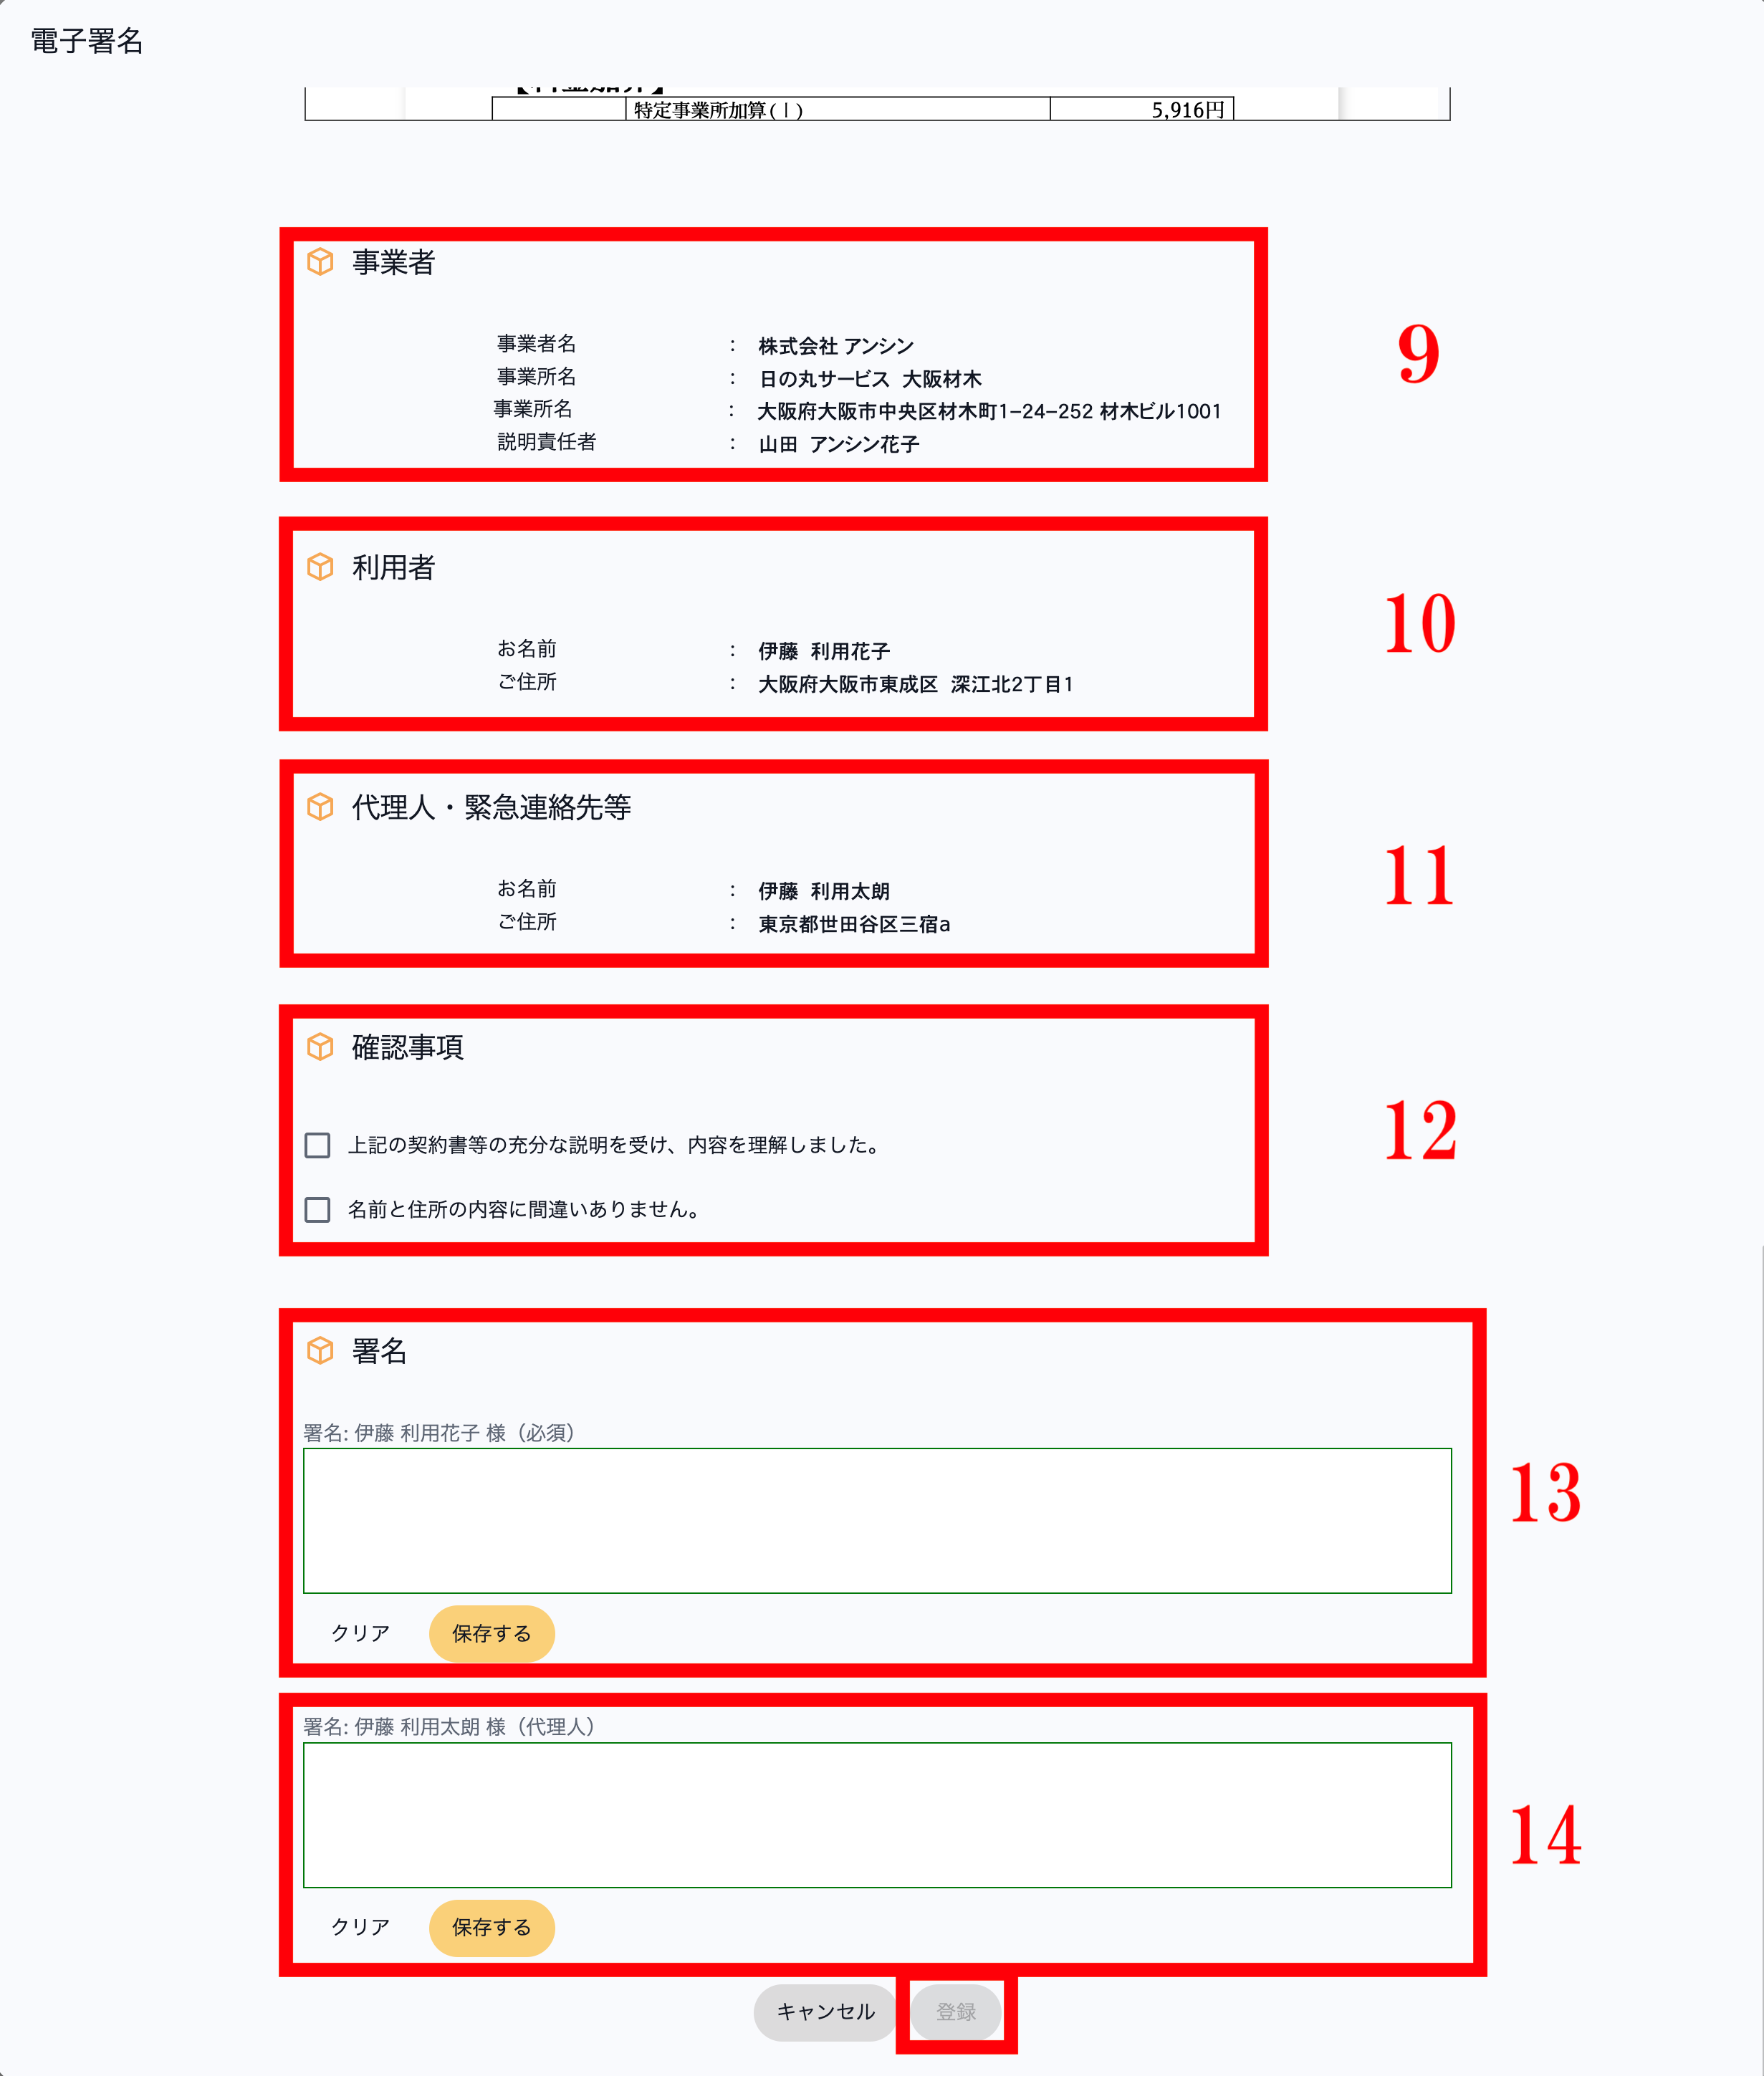 電子署名
【料金加算】
特定事業所加算(Ⅰ) 5,916円
事業者
事業者名 : 株式会社 アンシン
事業所名 : 日の丸サービス 大阪材木
事業所名 : 大阪府大阪市中央区材木町1−24−252 材木ビル1001
説明責任者 : 山田 アンシン花子
9
利用者
お名前 : 伊藤 利用花子
ご住所 : 大阪府大阪市東成区 深江北2丁目1
10
代理人・緊急連絡先等
お名前 : 伊藤 利用太朗
ご住所 : 東京都世田谷区三宿a
11
確認事項
上記の契約書等の充分な説明を受け、内容を理解しました。
名前と住所の内容に間違いありません。
12
署名
署名: 伊藤 利用花子 様（必須）
クリア 保存する
13
署名: 伊藤 利用太朗 様（代理人）
クリア 保存する
14
キャンセル 登録